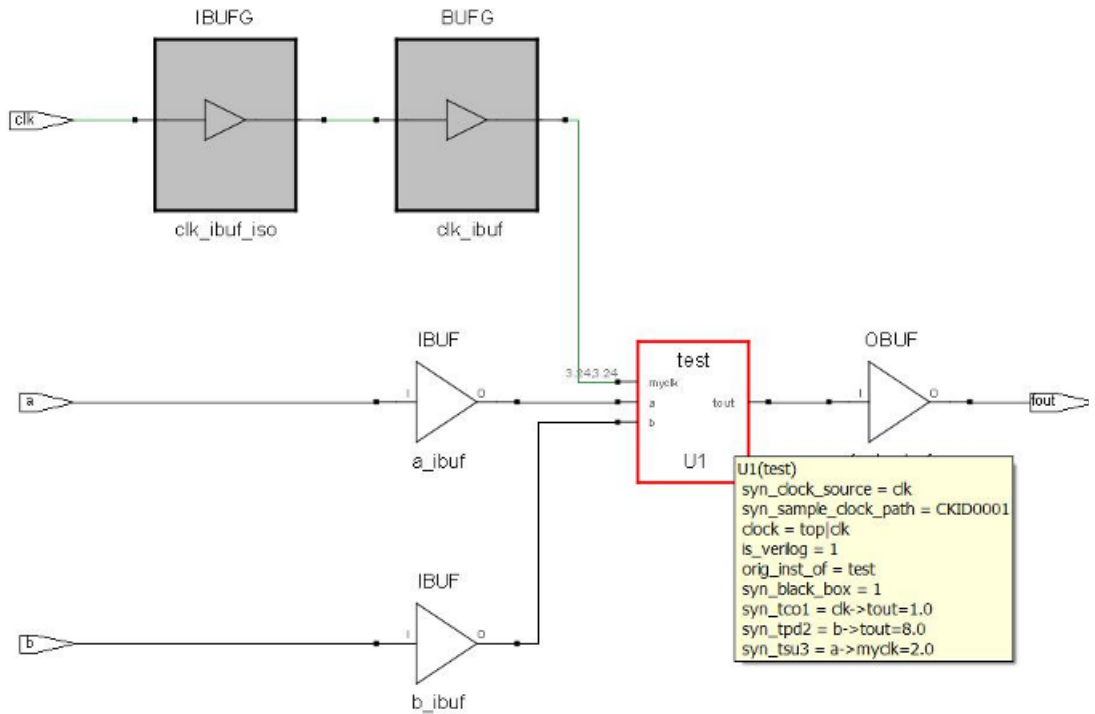 IBUFG
BUFG
clk
clk_ibuf_iso
clk_ibuf
IBUF
OBUF
test
3.24,3.24
myclk
a
I
O
a
tout
I
O
fout
b
a_ibuf
U1
U1(test)
syn_clock_source = clk
syn_sample_clock_path = CKID0001
clock = top|clk
is_verilog = 1
orig_inst_of = test
syn_black_box = 1
syn_tco1 = clk->tout=1.0
syn_tpd2 = b->tout=8.0
syn_tsu3 = a->myclk=2.0
IBUF
b
I
O
b_ibuf